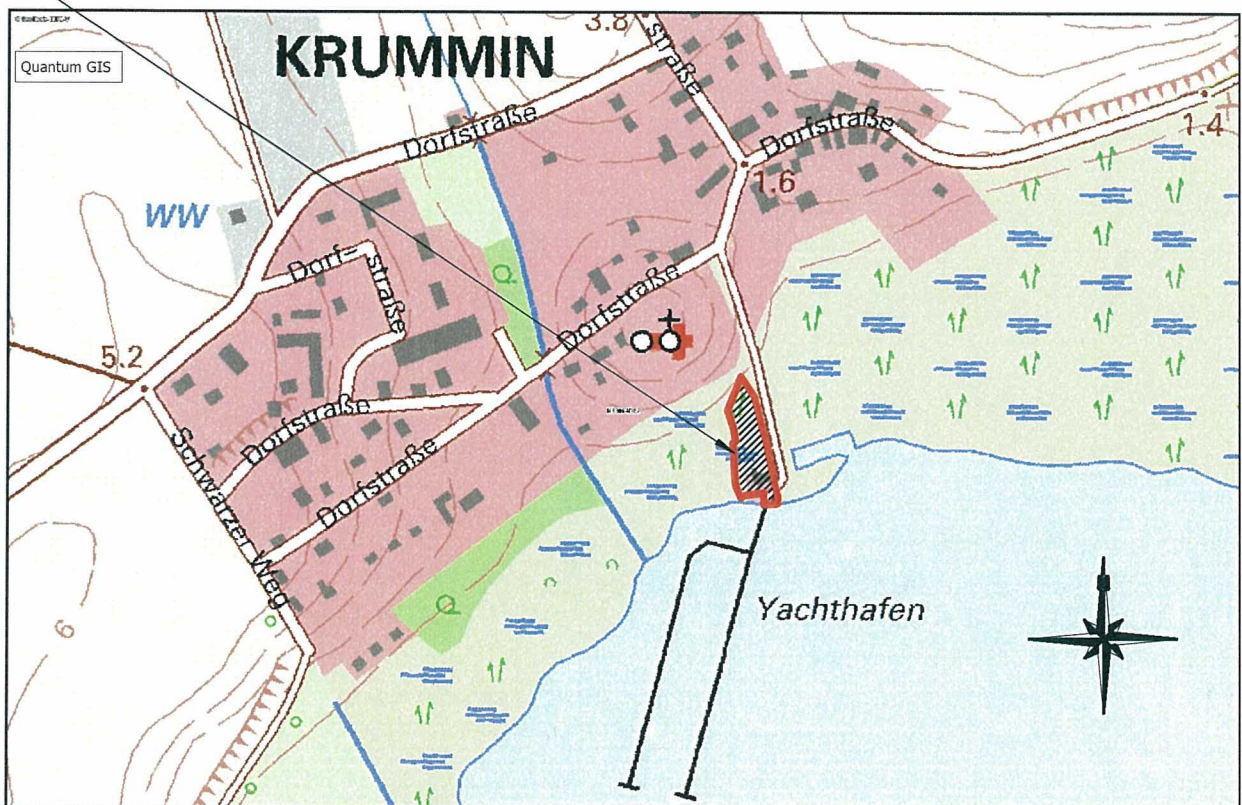 Quantum GIS
KRUMMIN
3.8
straße
Dorfstraße
Dorfstraße
1.4
1.6
WW
Dorf=
straße
Dorfstraße
5.2
Dorfstraße
Dorfstraße
Schwarzer Weg
6
Yachthafen